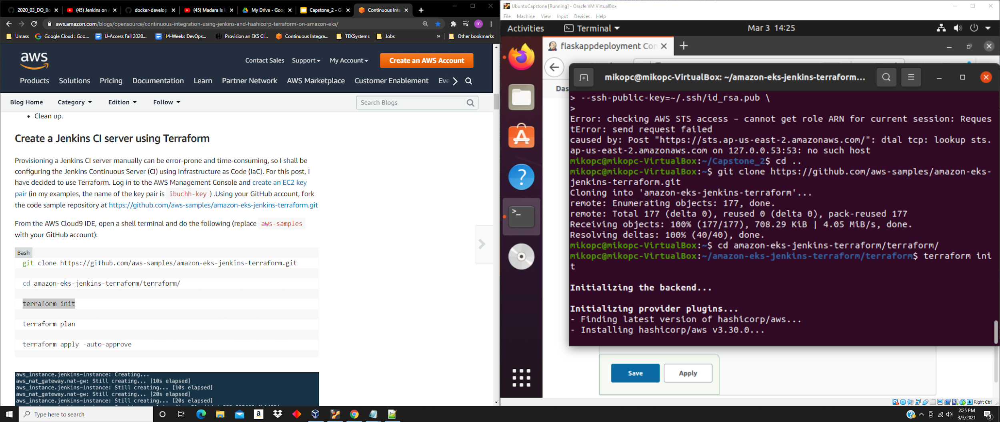 2020_03_DO_Bo
(45) Jenkins on
docker-develop
(45) Madara Is I
My Drive - Goo
Capstone_2 - G
Continuous Inte
aws.amazon.com/blogs/opensource/continuous-integration-using-jenkins-and-hashicorp-terraform-on-amazon-eks/
m
Umass
Google Cloud : Goo...
U-Access Fall 2020...
14-Weeks DevOps...
Provision an EKS Cl...
Continuous Integra...
TEKSystems
Jobs
»
Other bookmarks
aws
Contact Sales
Support
My Account
Create an AWS Account
Products
Solutions
Pricing
Documentation
Learn
Partner Network
AWS Marketplace
Customer Enablement
Eve
Blog Home
Category
Edition
Follow
Search Blogs
• Clean up.
Create a Jenkins CI server using Terraform
Provisioning a Jenkins CI server manually can be error-prone and time-consuming, so I shall be
configuring the Jenkins Continuous Server (CI) using Infrastructure as Code (IaC). For this post, I
have decided to use Terraform. Log in to the AWS Management Console and create an EC2 key
pair (in my examples, the name of the key pair is ibuchh-key ) .Using your GitHub account, fork
the code sample repository at https://github.com/aws-samples/amazon-eks-jenkins-terraform.git
From the AWS Cloud9 IDE, open a shell terminal and do the following (replace aws-samples
with your GitHub account):
Bash
git clone https://github.com/aws-samples/amazon-eks-jenkins-terraform.git
cd amazon-eks-jenkins-terraform/terraform/
terraform init
terraform plan
terraform apply -auto-approve
aws_instance.jenkins-instance: Creating...
aws_nat_gateway.nat-gw: Still creating... [10s elapsed]
aws_instance.jenkins-instance: Still creating... [10s elapsed]
aws_nat_gateway.nat-gw: Still creating... [20s elapsed]
aws_instance.jenkins-instance: Still creating... [20s elapsed]
UbuntuCapstone [Running] - Oracle VM VirtualBox
File
Machine
View
Input
Devices
Help
Activities
Terminal
Mar 3 14:25
flaskappdeployment Con
Das
mikopc@mikopc-VirtualBox: ~/amazon-eks-jenkins-terraform...
> --ssh-public-key=~/.ssh/id_rsa.pub \
>
Error: checking AWS STS access – cannot get role ARN for current session: Reques
tError: send request failed
caused by: Post "https://sts.ap-us-east-2.amazonaws.com/": dial tcp: lookup sts.
ap-us-east-2.amazonaws.com on 127.0.0.53:53: no such host
mikopc@mikopc-VirtualBox:~/Capstone_2$ cd ..
mikopc@mikopc-VirtualBox:~$ git clone https://github.com/aws-samples/amazon-eks-
jenkins-terraform.git
Cloning into 'amazon-eks-jenkins-terraform'...
remote: Enumerating objects: 177, done.
remote: Total 177 (delta 0), reused 0 (delta 0), pack-reused 177
Receiving objects: 100% (177/177), 708.29 KiB | 4.05 MiB/s, done.
Resolving deltas: 100% (40/40), done.
mikopc@mikopc-VirtualBox:~$ cd amazon-eks-jenkins-terraform/terraform/
mikopc@mikopc-VirtualBox:~/amazon-eks-jenkins-terraform/terraform$ terraform ini
t
Initializing the backend...
Initializing provider plugins...
- Finding latest version of hashicorp/aws...
- Installing hashicorp/aws v3.30.0...
Save
Apply
Right Ctrl
Type here to search
2:25 PM
3/3/2021
3